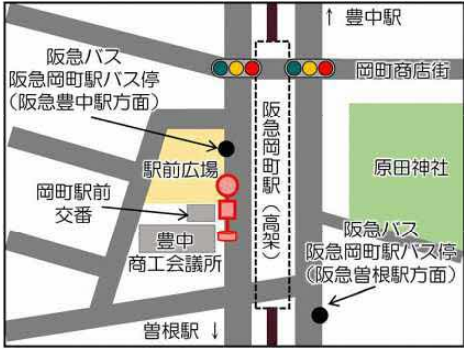 ↑ 豊中駅
阪急バス
阪急岡町駅バス停
(阪急豊中駅方面)
岡町商店街
阪急岡町駅(高架)
駅前広場
原田神社
岡町駅前
交番
豊中
商工会議所
阪急バス
阪急岡町駅バス停
(阪急曽根駅方面)
曽根駅 ↓